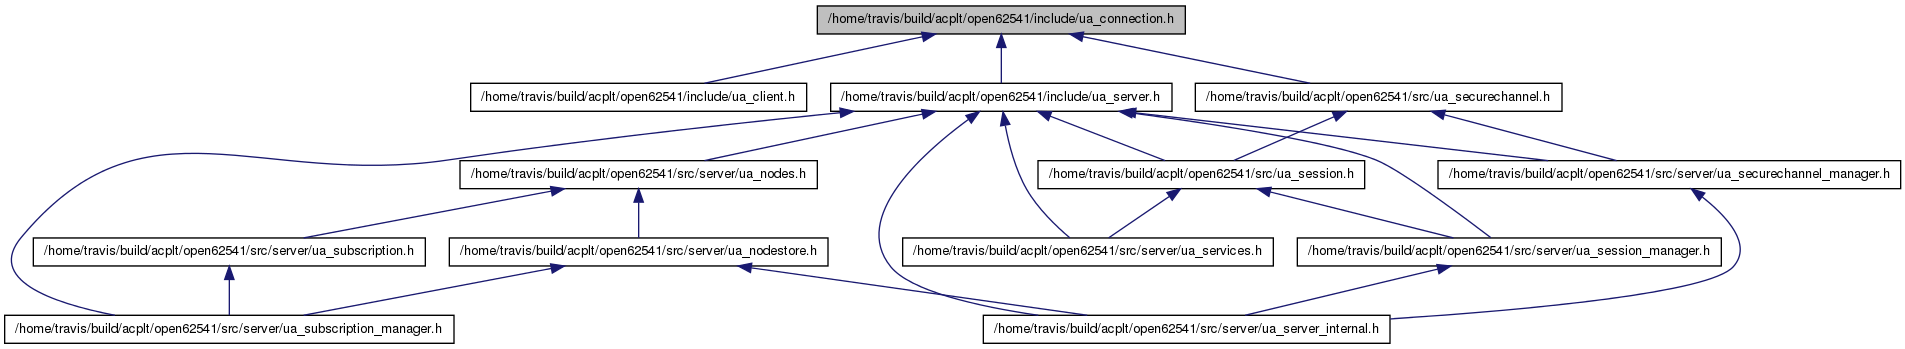 /home/travis/build/acplt/open62541/include/ua_connection.h
/home/travis/build/acplt/open62541/include/ua_client.h
/home/travis/build/acplt/open62541/include/ua_server.h
/home/travis/build/acplt/open62541/src/ua_securechannel.h
/home/travis/build/acplt/open62541/src/server/ua_nodes.h
/home/travis/build/acplt/open62541/src/ua_session.h
/home/travis/build/acplt/open62541/src/server/ua_securechannel_manager.h
/home/travis/build/acplt/open62541/src/server/ua_subscription.h
/home/travis/build/acplt/open62541/src/server/ua_nodestore.h
/home/travis/build/acplt/open62541/src/server/ua_services.h
/home/travis/build/acplt/open62541/src/server/ua_session_manager.h
/home/travis/build/acplt/open62541/src/server/ua_subscription_manager.h
/home/travis/build/acplt/open62541/src/server/ua_server_internal.h